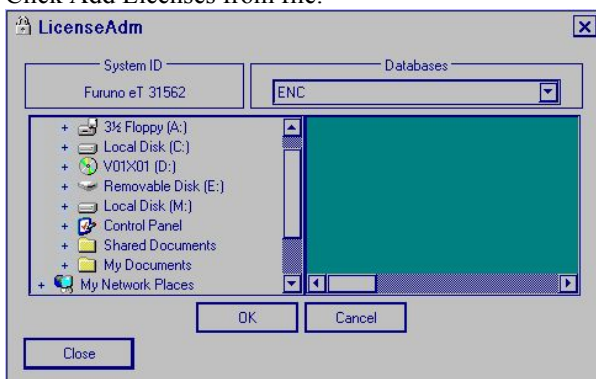 Click Add Licenses from file.
LicenseAdm
System ID
Databases
Furuno eT 31562
ENC
3½ Floppy (A:)
Local Disk (C:)
V01X01 (D:)
Removable Disk (E:)
Local Disk (M:)
Control Panel
Shared Documents
My Documents
My Network Places
OK
Cancel
Close